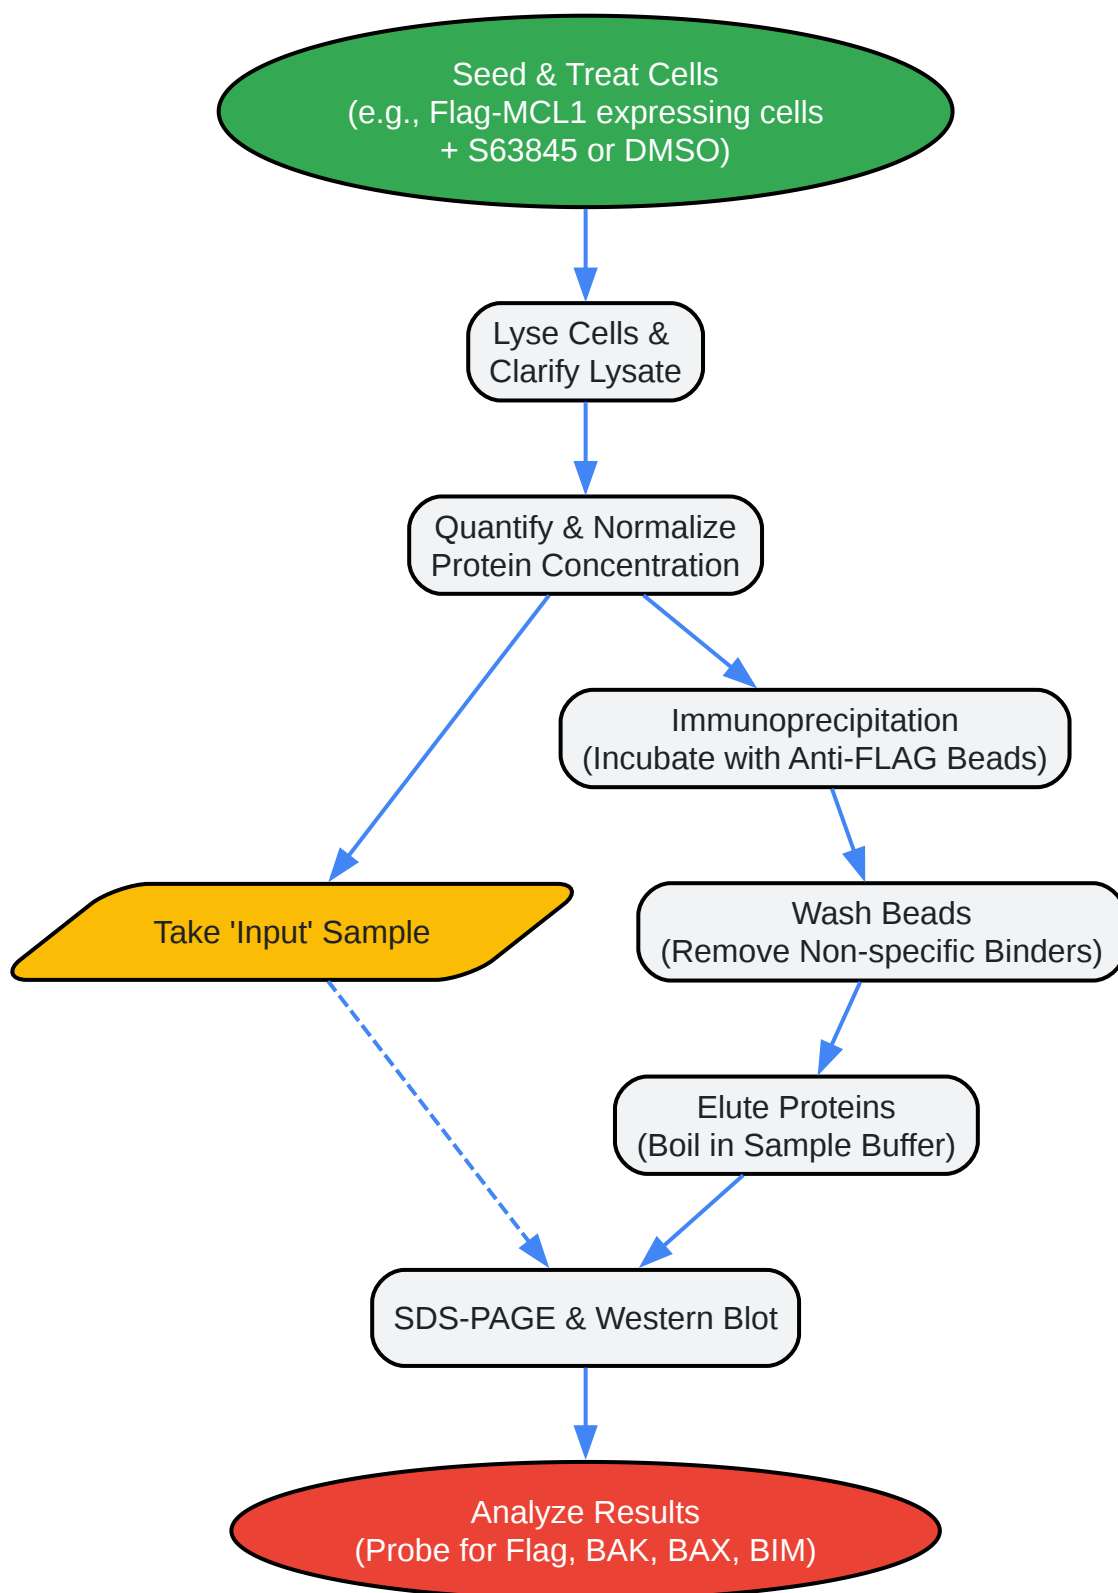 Seed & Treat Cells
(e.g., Flag-MCL1 expressing cells
+ S63845 or DMSO)
Lyse Cells &
Clarify Lysate
Quantify & Normalize
Protein Concentration
Immunoprecipitation
(Incubate with Anti-FLAG Beads)
Take 'Input' Sample
Wash Beads
(Remove Non-specific Binders)
Elute Proteins
(Boil in Sample Buffer)
SDS-PAGE & Western Blot
Analyze Results
(Probe for Flag, BAK, BAX, BIM)